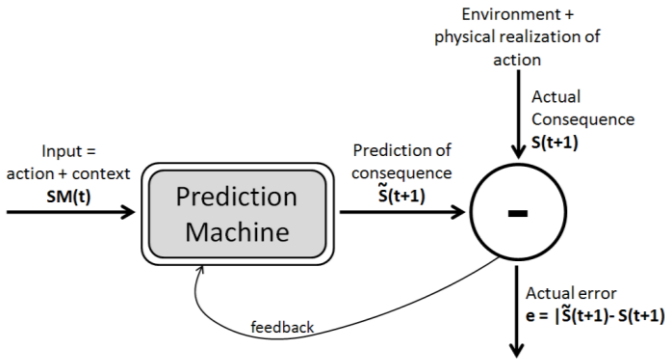 Environment +
physical realization of
action
Actual
Consequence
S(t+1)
Input =
action + context
SM(t)
Prediction
Machine
Prediction of
consequence
S̃(t+1)
-
feedback
Actual error
e = |S̃(t+1)- S(t+1)